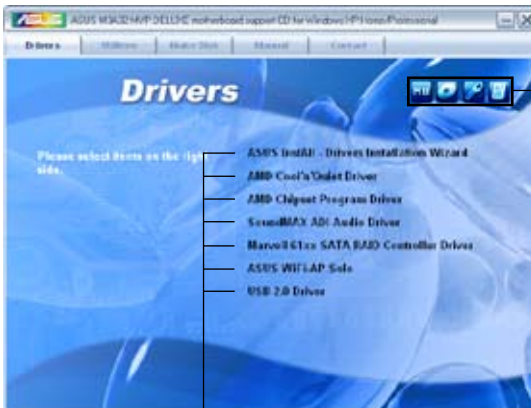 ASUS M3A32-MVP DELUXE motherboard support CD for Windows XP Home/Professional
Drivers Utilities Make Disk Manual Contact
Drivers
Please select items on the right side.
ASUS InstAll - Drivers Installation Wizard
AMD Cool'n'Quiet Driver
AMD Chipset Program Driver
SoundMAX ADI Audio Driver
Marvell 61xx SATA RAID Controller Driver
ASUS WiFi-AP Solo
USB 2.0 Driver